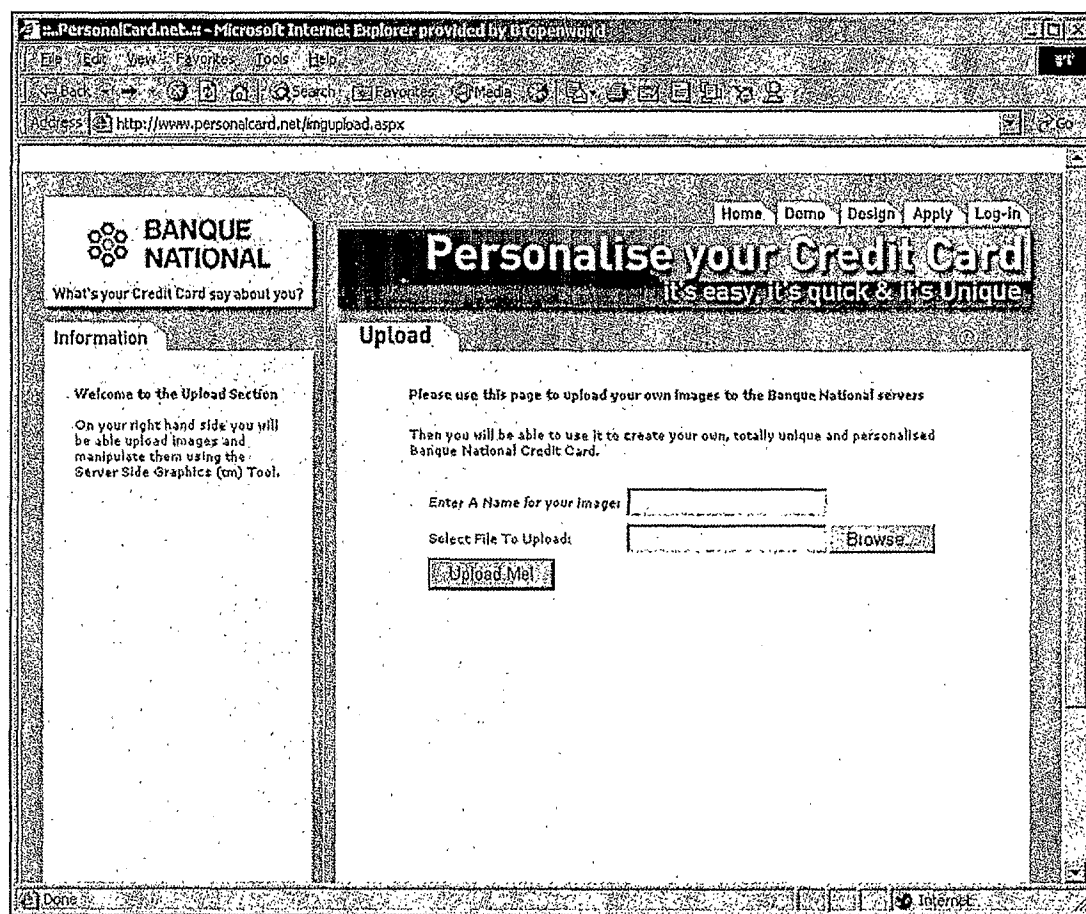 ::..PersonalCard.net..:: - Microsoft Internet Explorer provided by BTopenworld
File Edit View Favorites Tools Help
Back Search Favorites Media
Address http://www.personalcard.net/imgupload.aspx Go
Home Demo Design Apply Log-in
BANQUE
NATIONAL
What's your Credit Card say about you?
Personalise your Credit Card
it's easy, it's quick & it's Unique
Information
Welcome to the Upload Section
On your right hand side you will
be able upload images and
manipulate them using the
Server Side Graphics (tm) Tool.
Upload
Please use this page to upload your own images to the Banque National servers
Then you will be able to use it to create your own, totally unique and personalised
Banque National Credit Card.
Enter A Name for your Image:
Select File To Upload: Browse...
Upload Me!
Done Internet